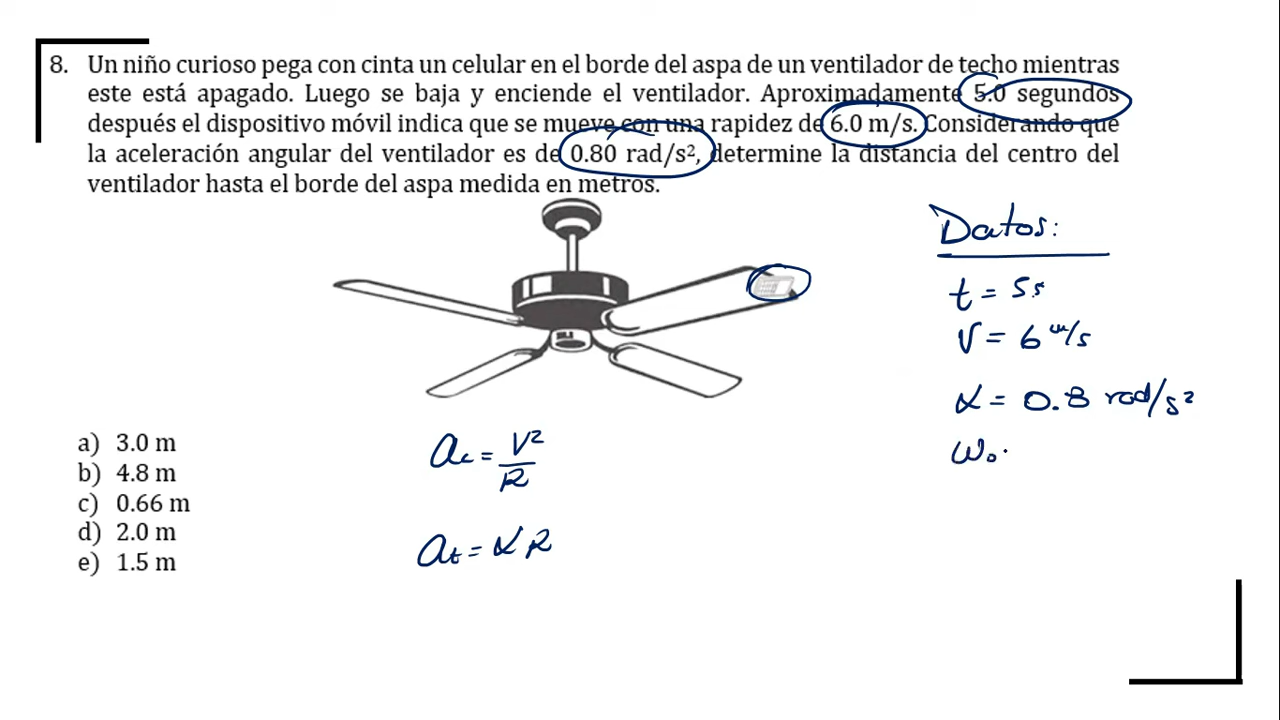 8. Un niño curioso pega con cinta un celular en el borde del aspa de un ventilador de techo mientras
este está apagado. Luego se baja y enciende el ventilador. Aproximadamente 5.0 segundos
después el dispositivo móvil indica que se mueve con una rapidez de 6.0 m/s. Considerando que
la aceleración angular del ventilador es de 0.80 rad/s², determine la distancia del centro del
ventilador hasta el borde del aspa medida en metros.
Datos:
t = 5s
V = 6 m/s
α = 0.8 rad/s²
ω₀
a) 3.0 m
b) 4.8 m
c) 0.66 m
d) 2.0 m
e) 1.5 m
a_c = V²/R
a_t = α R